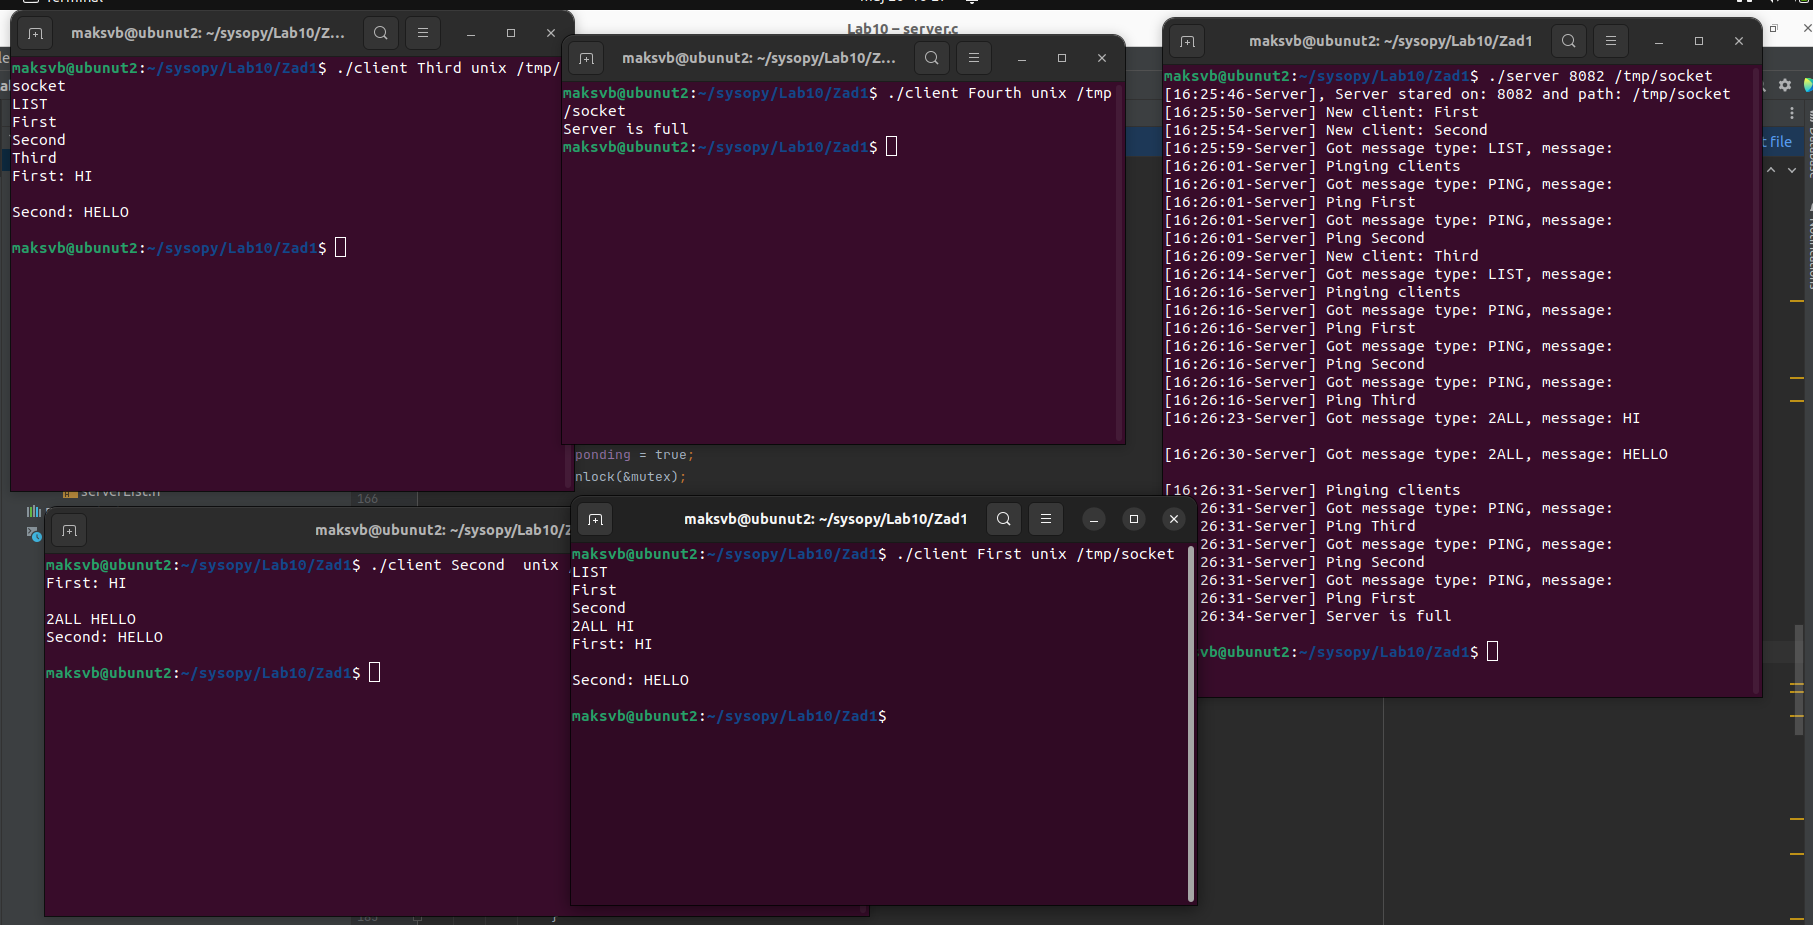 Terminal
Lab10 – server.c
maksvb@ubunut2: ~/sysopy/Lab10/Z...
maksvb@ubunut2:~/sysopy/Lab10/Zad1$ ./client Third unix /tmp/
socket
LIST
First
Second
Third
First: HI
Second: HELLO
maksvb@ubunut2:~/sysopy/Lab10/Zad1$
maksvb@ubunut2: ~/sysopy/Lab10/Z...
maksvb@ubunut2:~/sysopy/Lab10/Zad1$ ./client Fourth unix /tmp
/socket
Server is full
maksvb@ubunut2:~/sysopy/Lab10/Zad1$
maksvb@ubunut2: ~/sysopy/Lab10/Zad1
maksvb@ubunut2:~/sysopy/Lab10/Zad1$ ./server 8082 /tmp/socket
[16:25:46-Server], Server stared on: 8082 and path: /tmp/socket
[16:25:50-Server] New client: First
[16:25:54-Server] New client: Second
[16:25:59-Server] Got message type: LIST, message:
[16:26:01-Server] Pinging clients
[16:26:01-Server] Got message type: PING, message:
[16:26:01-Server] Ping First
[16:26:01-Server] Got message type: PING, message:
[16:26:01-Server] Ping Second
[16:26:09-Server] New client: Third
[16:26:14-Server] Got message type: LIST, message:
[16:26:16-Server] Pinging clients
[16:26:16-Server] Got message type: PING, message:
[16:26:16-Server] Ping First
[16:26:16-Server] Got message type: PING, message:
[16:26:16-Server] Ping Second
[16:26:16-Server] Got message type: PING, message:
[16:26:16-Server] Ping Third
[16:26:23-Server] Got message type: 2ALL, message: HI
[16:26:30-Server] Got message type: 2ALL, message: HELLO
[16:26:31-Server] Pinging clients
:26:31-Server] Got message type: PING, message:
:26:31-Server] Ping Third
:26:31-Server] Got message type: PING, message:
:26:31-Server] Ping Second
:26:31-Server] Got message type: PING, message:
:26:31-Server] Ping First
:26:34-Server] Server is full
vb@ubunut2:~/sysopy/Lab10/Zad1$
t file
ponding = true;
nlock(&mutex);
serverList.h
166
maksvb@ubunut2: ~/sysopy/Lab10/Z
maksvb@ubunut2:~/sysopy/Lab10/Zad1$ ./client Second  unix
First: HI
2ALL HELLO
Second: HELLO
maksvb@ubunut2:~/sysopy/Lab10/Zad1$
maksvb@ubunut2: ~/sysopy/Lab10/Zad1
maksvb@ubunut2:~/sysopy/Lab10/Zad1$ ./client First unix /tmp/socket
LIST
First
Second
2ALL HI
First: HI
Second: HELLO
maksvb@ubunut2:~/sysopy/Lab10/Zad1$